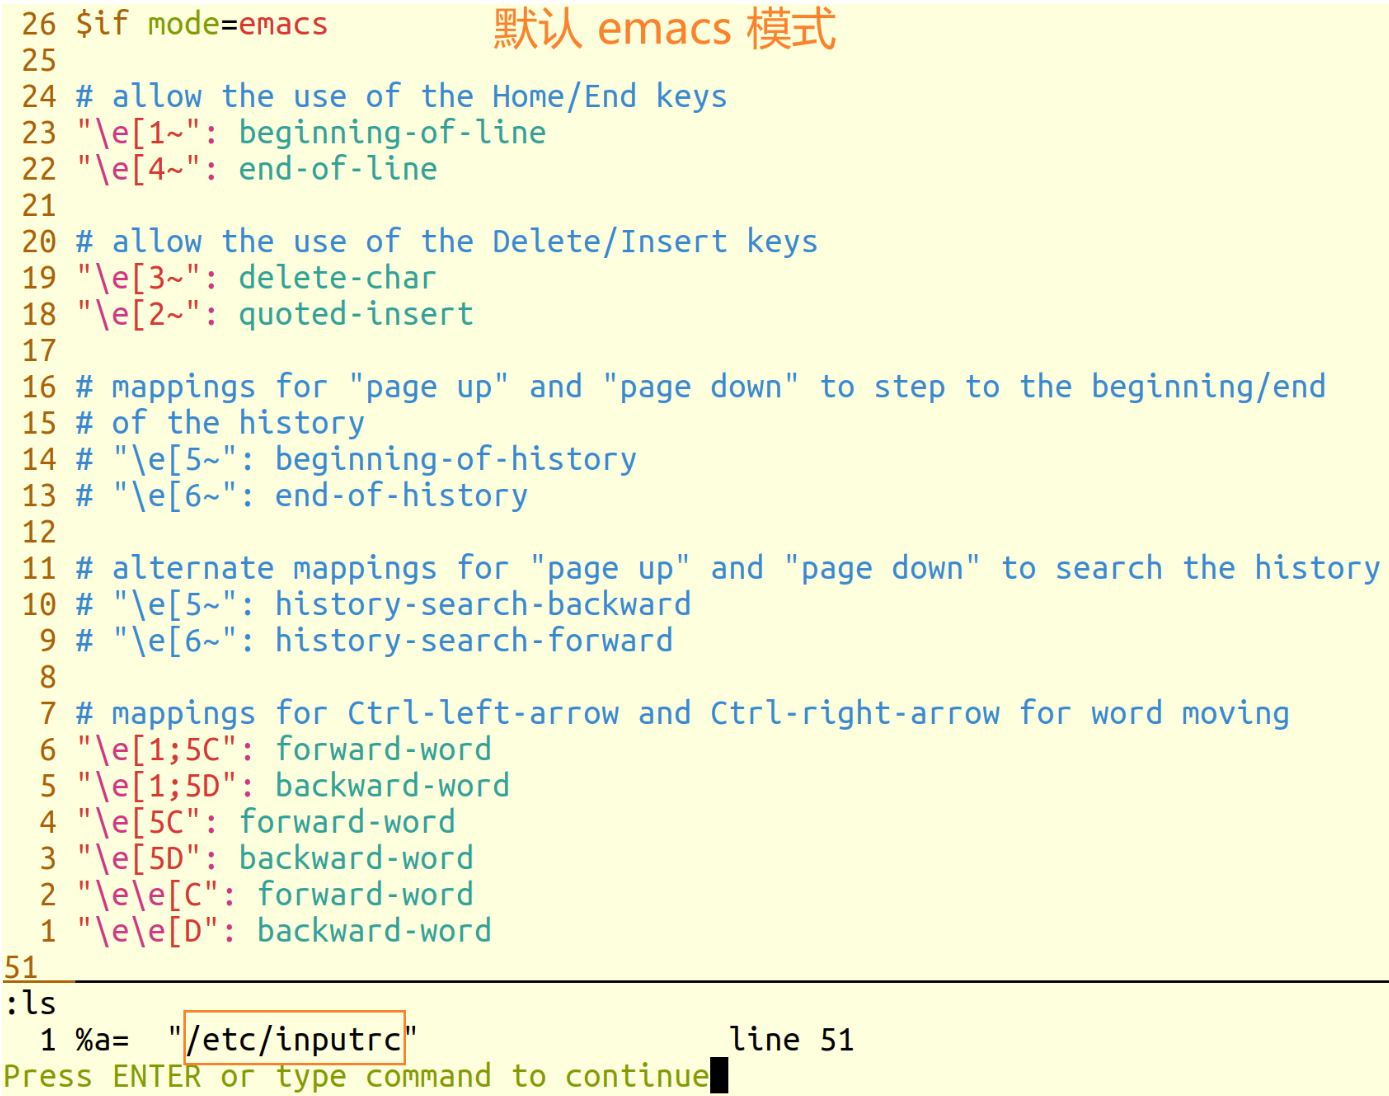 26 $if mode=emacs 默认 emacs 模式
25
24 # allow the use of the Home/End keys
23 "\e[1~": beginning-of-line
22 "\e[4~": end-of-line
21
20 # allow the use of the Delete/Insert keys
19 "\e[3~": delete-char
18 "\e[2~": quoted-insert
17
16 # mappings for "page up" and "page down" to step to the beginning/end
15 # of the history
14 # "\e[5~": beginning-of-history
13 # "\e[6~": end-of-history
12
11 # alternate mappings for "page up" and "page down" to search the history
10 # "\e[5~": history-search-backward
9 # "\e[6~": history-search-forward
8
7 # mappings for Ctrl-left-arrow and Ctrl-right-arrow for word moving
6 "\e[1;5C": forward-word
5 "\e[1;5D": backward-word
4 "\e[5C": forward-word
3 "\e[5D": backward-word
2 "\e\e[C": forward-word
1 "\e\e[D": backward-word
51
:ls
1 %a= "/etc/inputrc" line 51
Press ENTER or type command to continue